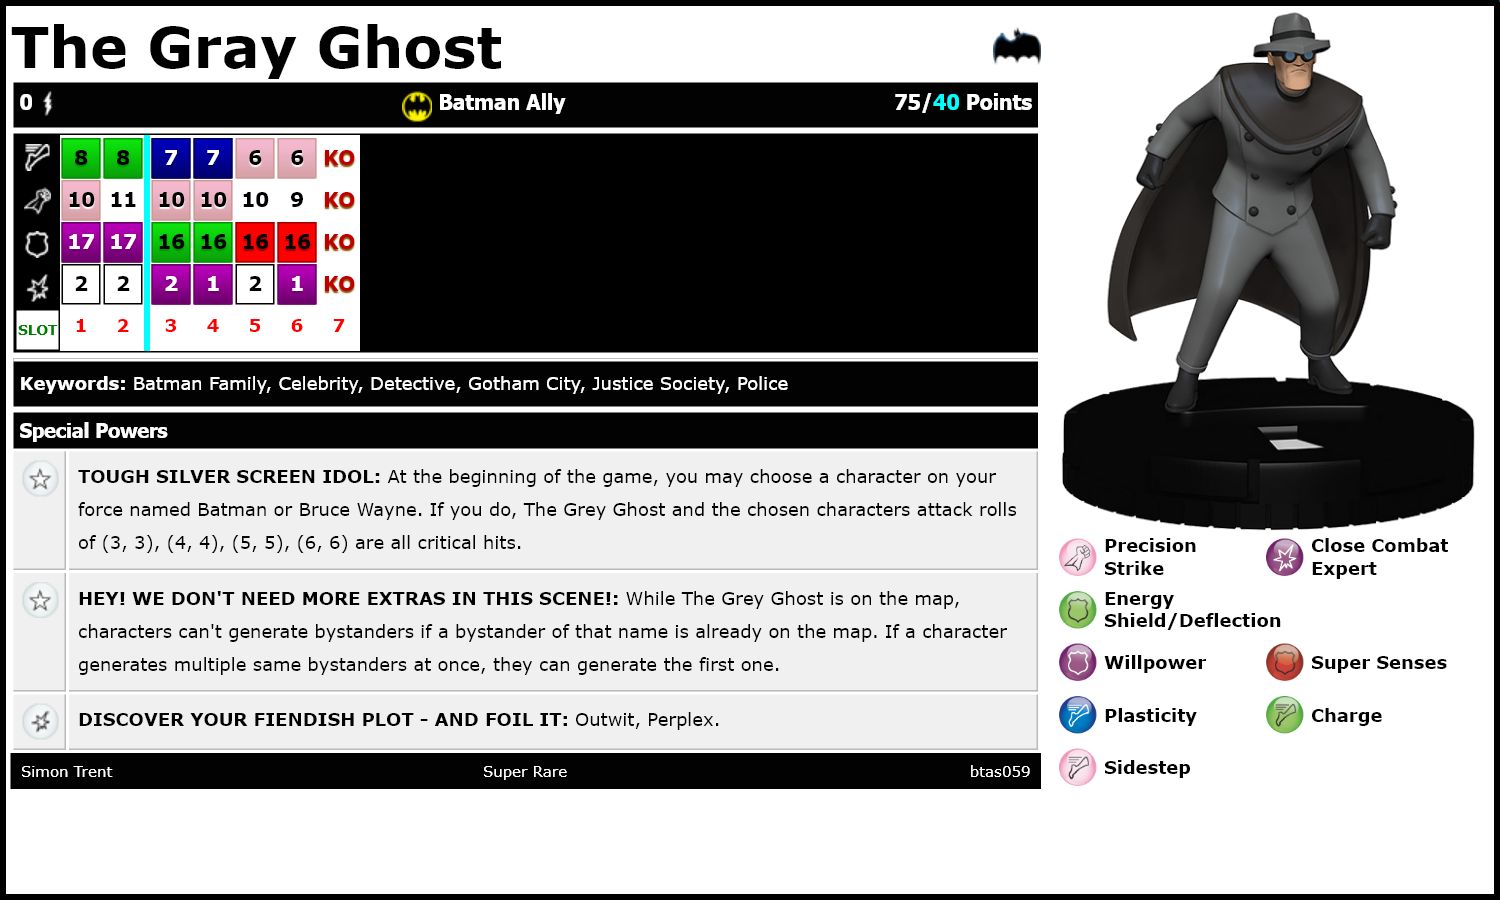 The Gray Ghost
0 Batman Ally 75/40 Points
8 8 7 7 6 6 KO
10 11 10 10 10 9 KO
17 17 16 16 16 16 KO
2 2 2 1 2 1 KO
SLOT 1 2 3 4 5 6 7
Keywords: Batman Family, Celebrity, Detective, Gotham City, Justice Society, Police
Special Powers
TOUGH SILVER SCREEN IDOL: At the beginning of the game, you may choose a character on your
force named Batman or Bruce Wayne. If you do, The Grey Ghost and the chosen characters attack rolls
of (3, 3), (4, 4), (5, 5), (6, 6) are all critical hits.
HEY! WE DON'T NEED MORE EXTRAS IN THIS SCENE!: While The Grey Ghost is on the map,
characters can't generate bystanders if a bystander of that name is already on the map. If a character
generates multiple same bystanders at once, they can generate the first one.
DISCOVER YOUR FIENDISH PLOT - AND FOIL IT: Outwit, Perplex.
Simon Trent Super Rare btas059
Precision
Strike
Close Combat
Expert
Energy
Shield/Deflection
Willpower
Super Senses
Plasticity
Charge
Sidestep